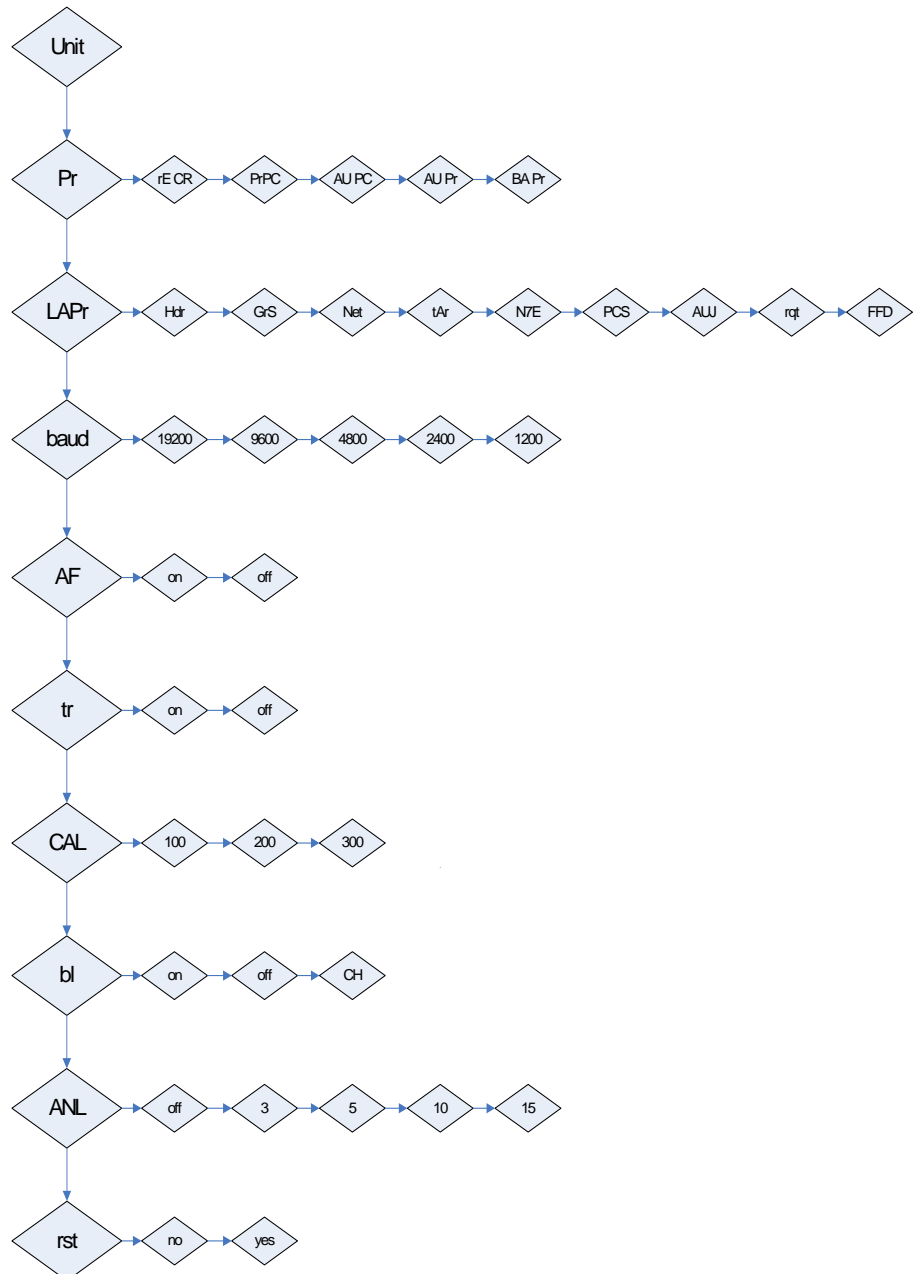 Unit
Pr rE CR PrPC AU PC AU Pr BA Pr
LAPr Hdr GrS Net tAr N7E PCS AUJ rqt FFD
baud 19200 9600 4800 2400 1200
AF on off
tr on off
CAL 100 200 300
bl on off CH
ANL off 3 5 10 15
rst no yes